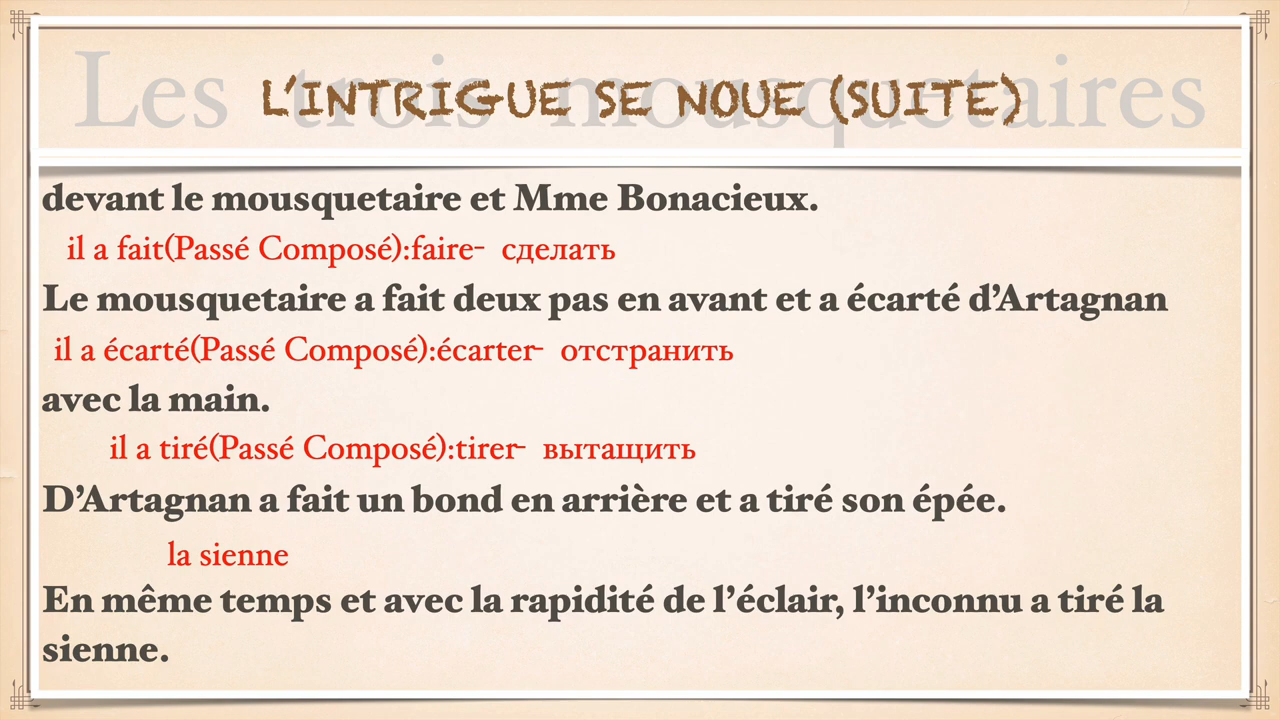 Les trois mousquetaires
L'INTRIGUE SE NOUE (SUITE)
devant le mousquetaire et Mme Bonacieux.
il a fait(Passé Composé):faire- сделать
Le mousquetaire a fait deux pas en avant et a écarté d'Artagnan
il a écarté(Passé Composé):écarter- отстранить
avec la main.
il a tiré(Passé Composé):tirer- вытащить
D'Artagnan a fait un bond en arrière et a tiré son épée.
la sienne
En même temps et avec la rapidité de l'éclair, l'inconnu a tiré la
sienne.